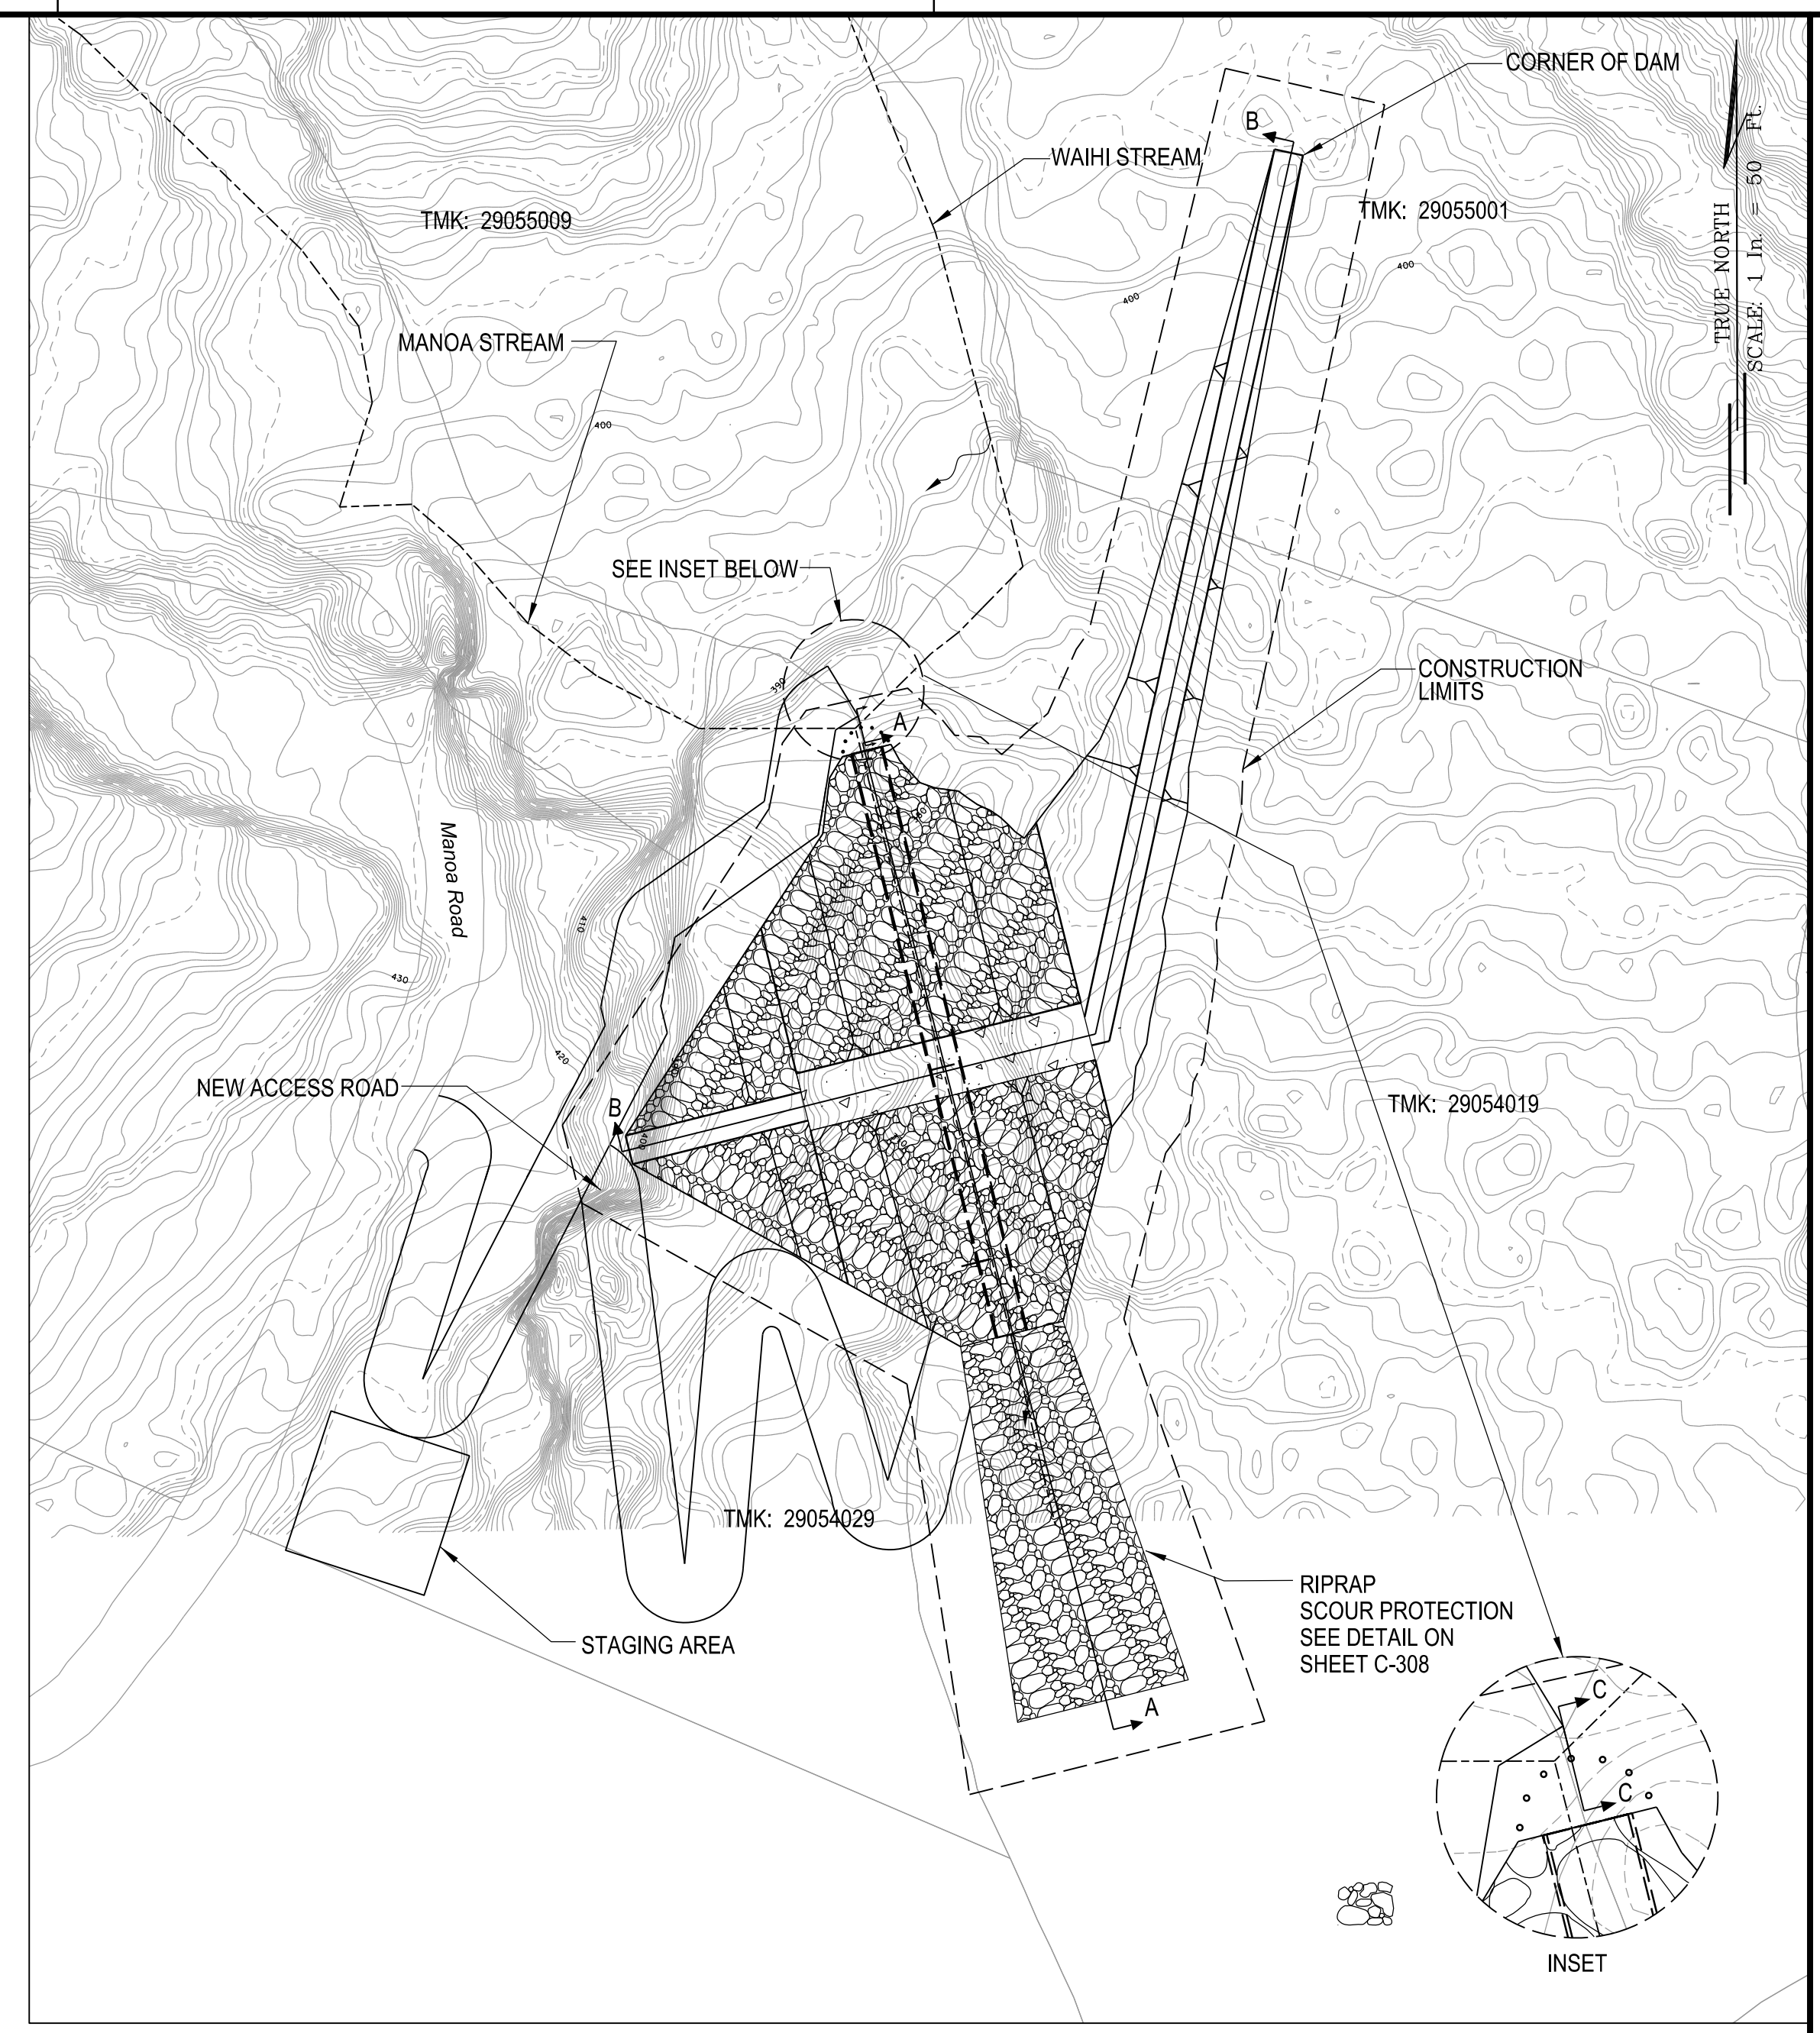 CORNER OF DAM
B
WAIHI STREAM
TMK: 29055009
TMK: 29055001
TRUE NORTH
SCALE: 1 In. = 50 Ft.
400
400
MANOA STREAM
400
SEE INSET BELOW
CONSTRUCTION
LIMITS
390
A
Manoa Road
410
430
420
NEW ACCESS ROAD
B
400
TMK: 29054019
TMK: 29054029
RIPRAP
SCOUR PROTECTION
SEE DETAIL ON
SHEET C-308
STAGING AREA
A
C
C
INSET